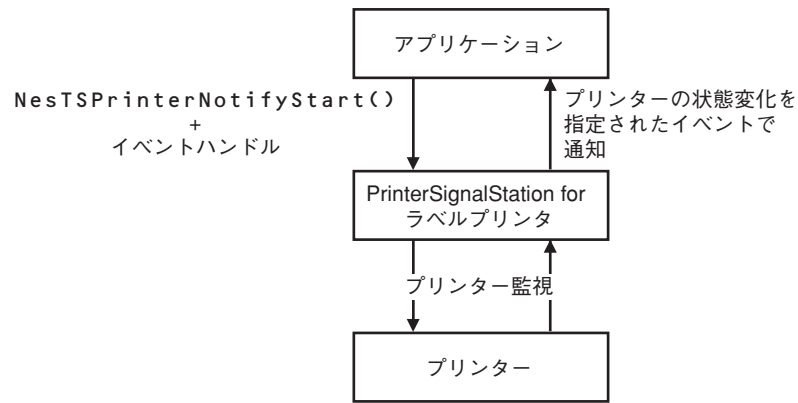 アプリケーション
NesTSPrinterNotifyStart()
+
イベントハンドル
プリンターの状態変化を
指定されたイベントで
通知
PrinterSignalStation for
ラベルプリンタ
プリンター監視
プリンター